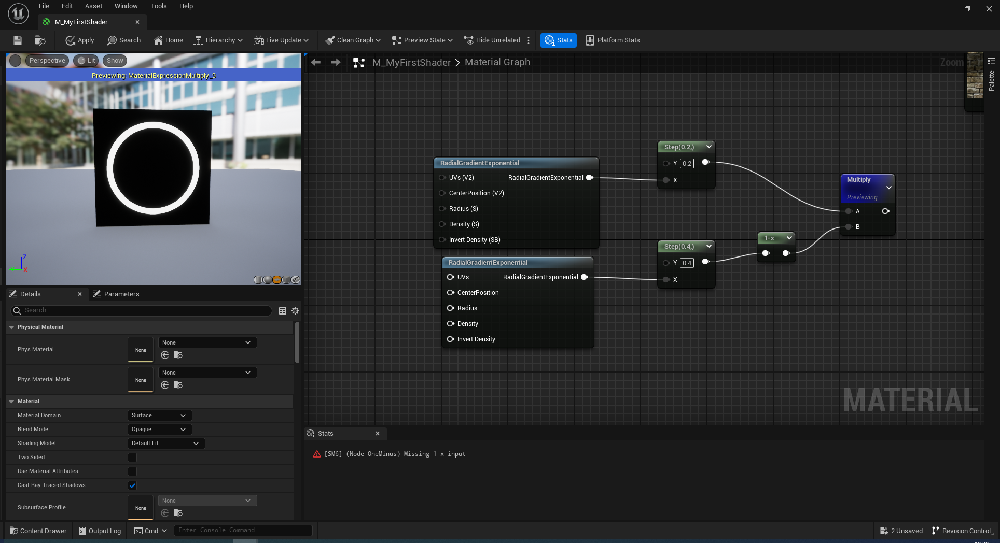 File Edit Asset Window Tools Help
M_MyFirstShader
Apply Search Home Hierarchy Live Update Clean Graph Preview State Hide Unrelated Stats Platform Stats
Perspective Lit Show
Previewing: MaterialExpressionMultiply_9
Z
Y
X
M_MyFirstShader > Material Graph
Zoom
Palette
RadialGradientExponential
UVs (V2) RadialGradientExponential
CenterPosition (V2)
Radius (S)
Density (S)
Invert Density (SB)
Step(0.2,)
Y 0.2
X
RadialGradientExponential
UVs RadialGradientExponential
CenterPosition
Radius
Density
Invert Density
Step(0.4,)
Y 0.4
X
1-x
Multiply
Previewing
A
B
MATERIAL
Details Parameters
Search
Physical Material
Phys Material None None
Phys Material Mask None None
Material
Material Domain Surface
Blend Mode Opaque
Shading Model Default Lit
Two Sided
Use Material Attributes
Cast Ray Traced Shadows
Subsurface Profile None None
Stats
[SM6] (Node OneMinus) Missing 1-x input
Content Drawer Output Log Cmd Enter Console Command 2 Unsaved Revision Control